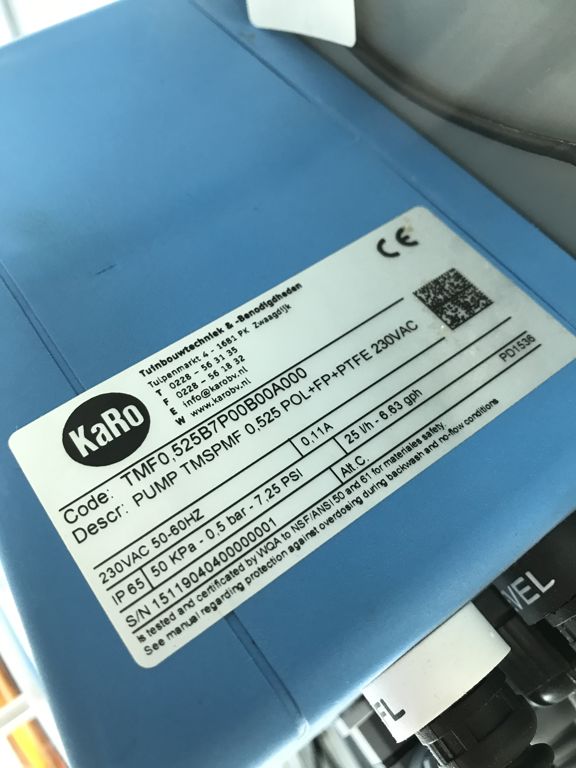 KaRo
Tuinbouwtechniek & -Benodigdheden
Tulpenmarkt 4 - 1681 PK Zwaagdijk
T 0228 - 56 31 35
F 0228 - 56 18 32
E info@karobv.nl
W www.karobv.nl
CE
Code: TMF0.525B7P00B00A000
Descr: PUMP TMSPMF 0.525 POL+FP+PTFE 230VAC
PD1536
230VAC 50-60HZ 0.11A
IP 65 50 KPa - 0.5 bar - 7.25 PSI 25 l/h - 6.63 gph
S/N 15119040400000001 Alt. C.
is tested and certified by WQA to NSF/ANSI 50 and 61 for materiales safety.
See manual regarding protection against overdosing during backwash and no-flow conditions
VEL